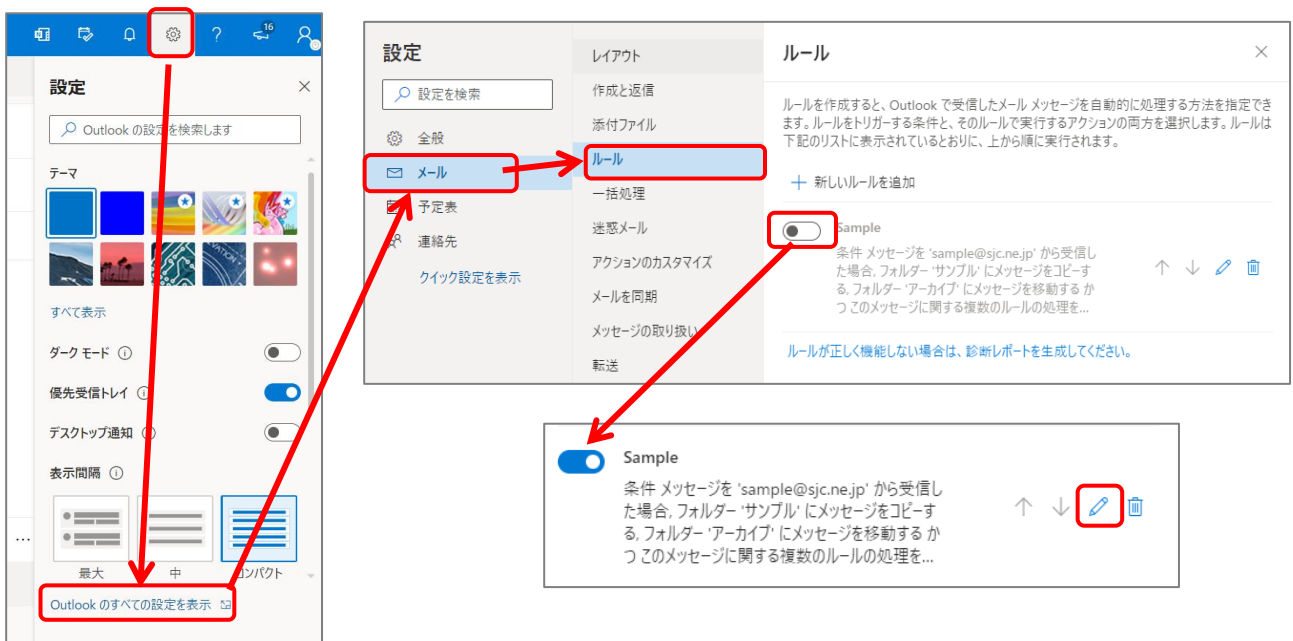 16
設定
Outlook の設定を検索します
テーマ
すべて表示
ダーク モード
優先受信トレイ
デスクトップ通知
表示間隔
最大
中
コンパクト
Outlook のすべての設定を表示
設定
設定を検索
全般
メール
予定表
連絡先
クイック設定を表示
レイアウト
作成と返信
添付ファイル
ルール
一括処理
迷惑メール
アクションのカスタマイズ
メールを同期
メッセージの取り扱い
転送
ルール
ルールを作成すると、Outlook で受信したメール メッセージを自動的に処理する方法を指定でき
ます。ルールをトリガーする条件と、そのルールで実行するアクションの両方を選択します。ルールは
下記のリストに表示されているとおりに、上から順に実行されます。
新しいルールを追加
Sample
条件 メッセージを 'sample@sjc.ne.jp' から受信し
た場合, フォルダー 'サンプル' にメッセージをコピーす
る, フォルダー 'アーカイブ' にメッセージを移動する か
つ このメッセージに関する複数のルールの処理を...
ルールが正しく機能しない場合は、診断レポートを生成してください。
Sample
条件 メッセージを 'sample@sjc.ne.jp' から受信し
た場合, フォルダー 'サンプル' にメッセージをコピーす
る, フォルダー 'アーカイブ' にメッセージを移動する か
つ このメッセージに関する複数のルールの処理を...